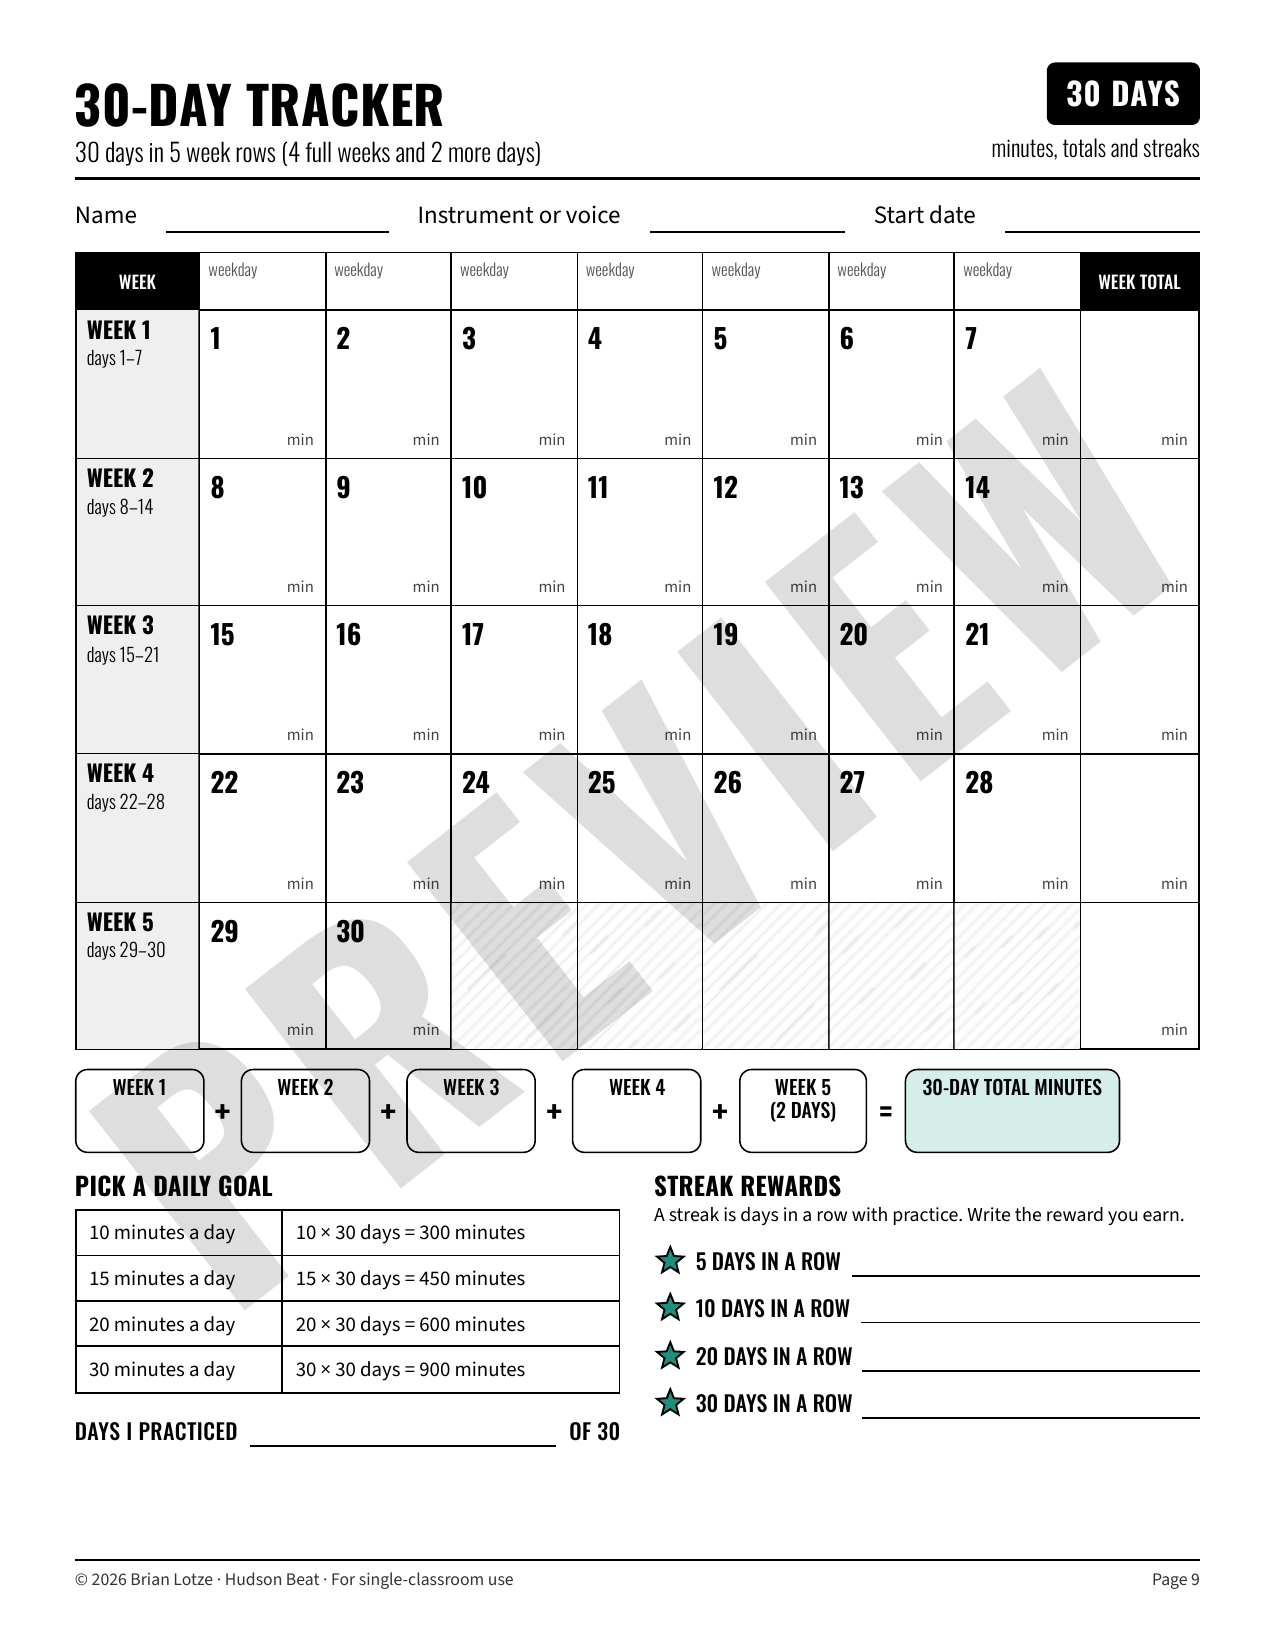 30-DAY TRACKER
30 DAYS
30 days in 5 week rows (4 full weeks and 2 more days)
minutes, totals and streaks
Name Instrument or voice Start date
WEEK weekday weekday weekday weekday weekday weekday weekday WEEK TOTAL
WEEK 1 1 2 3 4 5 6 7
days 1–7
min min min min min min min min
WEEK 2 8 9 10 11 12 13 14
days 8–14
min min min min min min min min
WEEK 3 15 16 17 18 19 20 21
days 15–21
min min min min min min min min
WEEK 4 22 23 24 25 26 27 28
days 22–28
min min min min min min min min
WEEK 5 29 30
days 29–30
min min min
WEEK 1 + WEEK 2 + WEEK 3 + WEEK 4 + WEEK 5 (2 DAYS) = 30-DAY TOTAL MINUTES
PICK A DAILY GOAL
10 minutes a day 10 × 30 days = 300 minutes
15 minutes a day 15 × 30 days = 450 minutes
20 minutes a day 20 × 30 days = 600 minutes
30 minutes a day 30 × 30 days = 900 minutes
DAYS I PRACTICED OF 30
STREAK REWARDS
A streak is days in a row with practice. Write the reward you earn.
5 DAYS IN A ROW
10 DAYS IN A ROW
20 DAYS IN A ROW
30 DAYS IN A ROW
© 2026 Brian Lotze · Hudson Beat · For single-classroom use
Page 9
PREVIEW